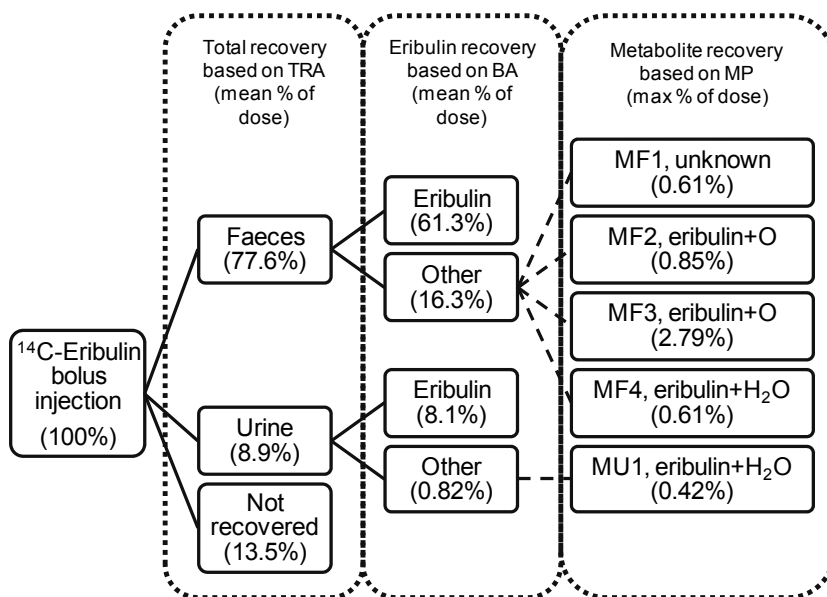 Total recovery
based on TRA
(mean % of
dose)
Eribulin recovery
based on BA
(mean % of
dose)
Metabolite recovery
based on MP
(max % of dose)
¹⁴C-Eribulin
bolus
injection
(100%)
Faeces
(77.6%)
Urine
(8.9%)
Not
recovered
(13.5%)
Eribulin
(61.3%)
Other
(16.3%)
Eribulin
(8.1%)
Other
(0.82%)
MF1, unknown
(0.61%)
MF2, eribulin+O
(0.85%)
MF3, eribulin+O
(2.79%)
MF4, eribulin+H₂O
(0.61%)
MU1, eribulin+H₂O
(0.42%)